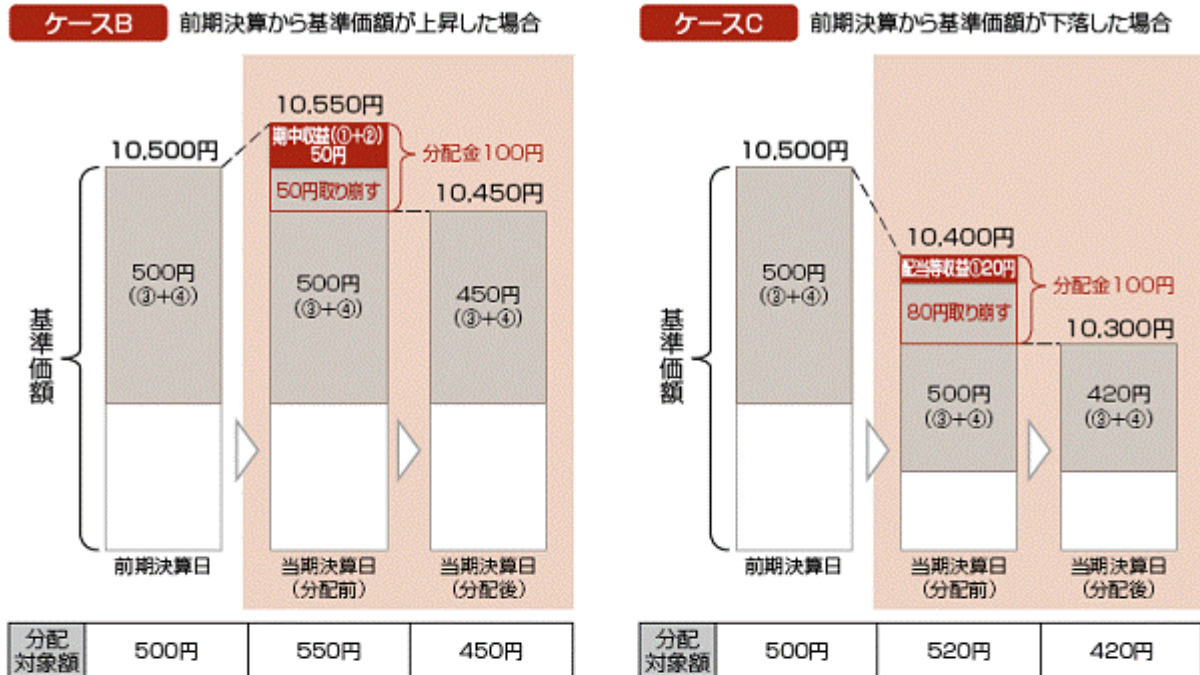 ケースB 前期決算から基準価額が上昇した場合
10,550円
期中収益(①+②)
50円
分配金100円
10,500円
50円取り崩す
10,450円
500円
(③+④)
500円
(③+④)
450円
(③+④)
基準価額
前期決算日
当期決算日
(分配前)
当期決算日
(分配後)
分配
対象額
500円
550円
450円
ケースC 前期決算から基準価額が下落した場合
10,500円
10,400円
配当等収益①20円
分配金100円
80円取り崩す
10,300円
500円
(③+④)
500円
(③+④)
420円
(③+④)
基準価額
前期決算日
当期決算日
(分配前)
当期決算日
(分配後)
分配
対象額
500円
520円
420円